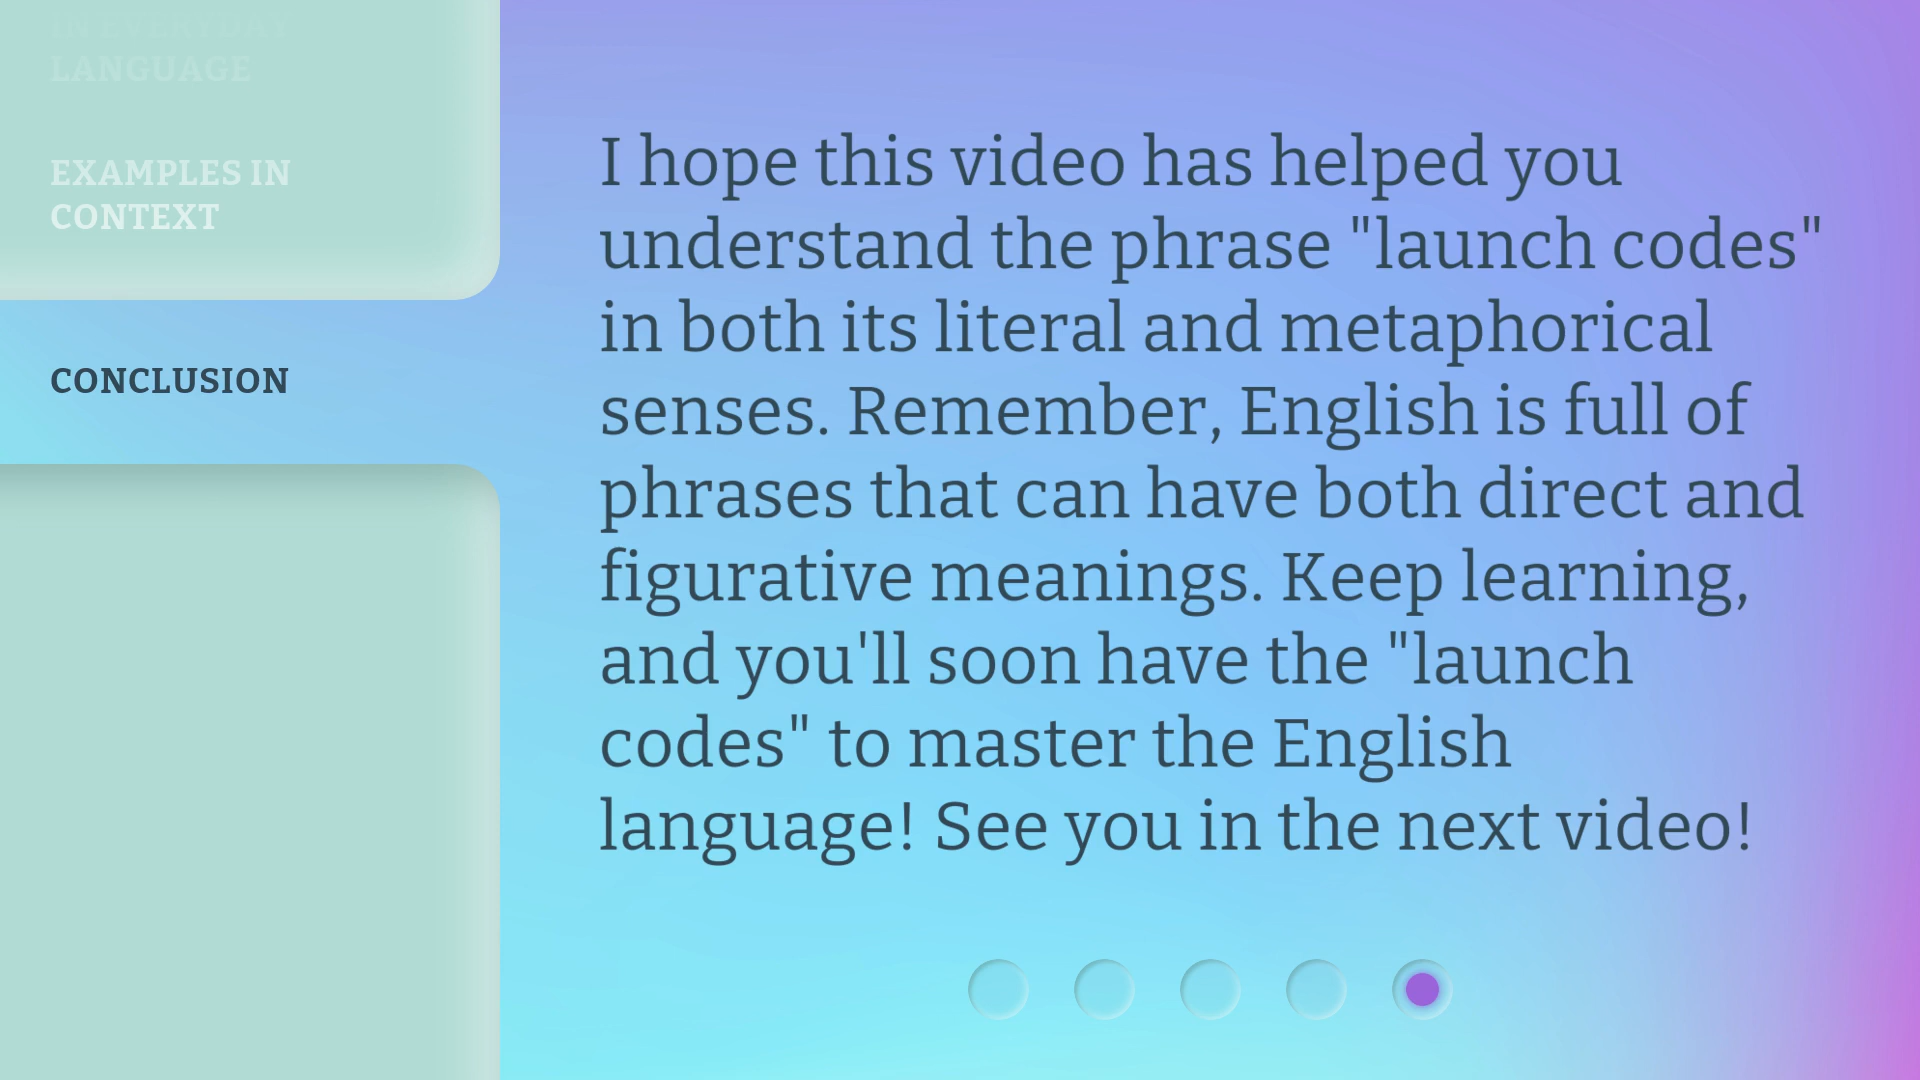 IN EVERYDAY
LANGUAGE
EXAMPLES IN
CONTEXT
CONCLUSION
I hope this video has helped you
understand the phrase "launch codes"
in both its literal and metaphorical
senses. Remember, English is full of
phrases that can have both direct and
figurative meanings. Keep learning,
and you'll soon have the "launch
codes" to master the English
language! See you in the next video!